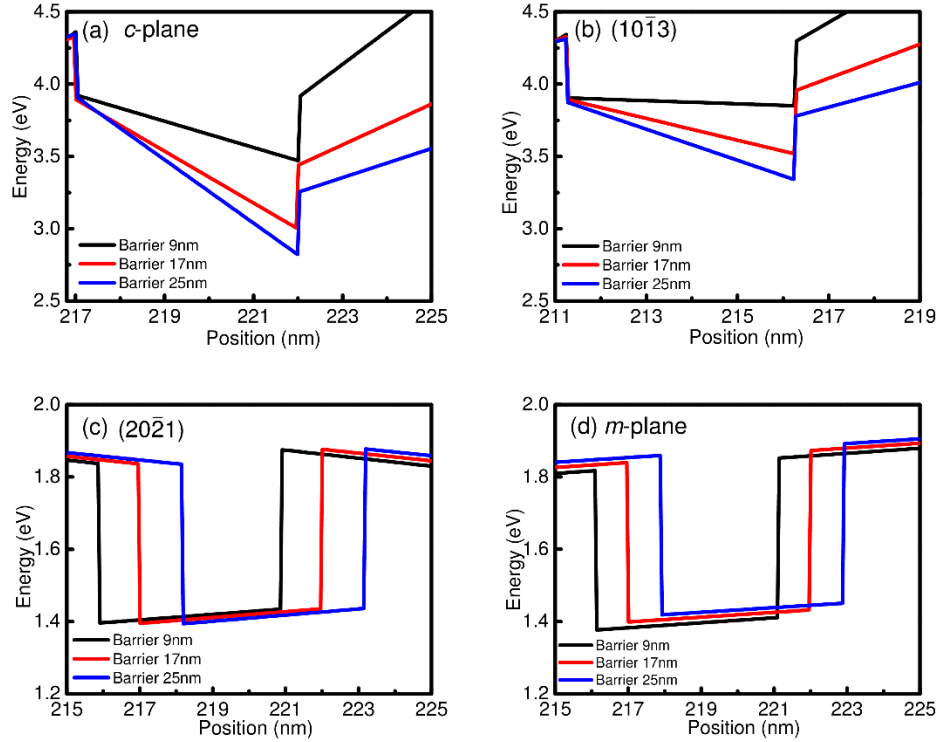 (a) c-plane
4.5
4.0
3.5
3.0
2.5
Energy (eV)
Barrier 9nm
Barrier 17nm
Barrier 25nm
217 219 221 223 225
Position (nm)
(b) (101̄3)
4.5
4.0
3.5
3.0
2.5
Energy (eV)
Barrier 9nm
Barrier 17nm
Barrier 25nm
211 213 215 217 219
Position (nm)
(c) (202̄1)
2.0
1.8
1.6
1.4
1.2
Energy (eV)
Barrier 9nm
Barrier 17nm
Barrier 25nm
215 217 219 221 223 225
Position (nm)
(d) m-plane
2.0
1.8
1.6
1.4
1.2
Energy (eV)
Barrier 9nm
Barrier 17nm
Barrier 25nm
215 217 219 221 223 225
Position (nm)